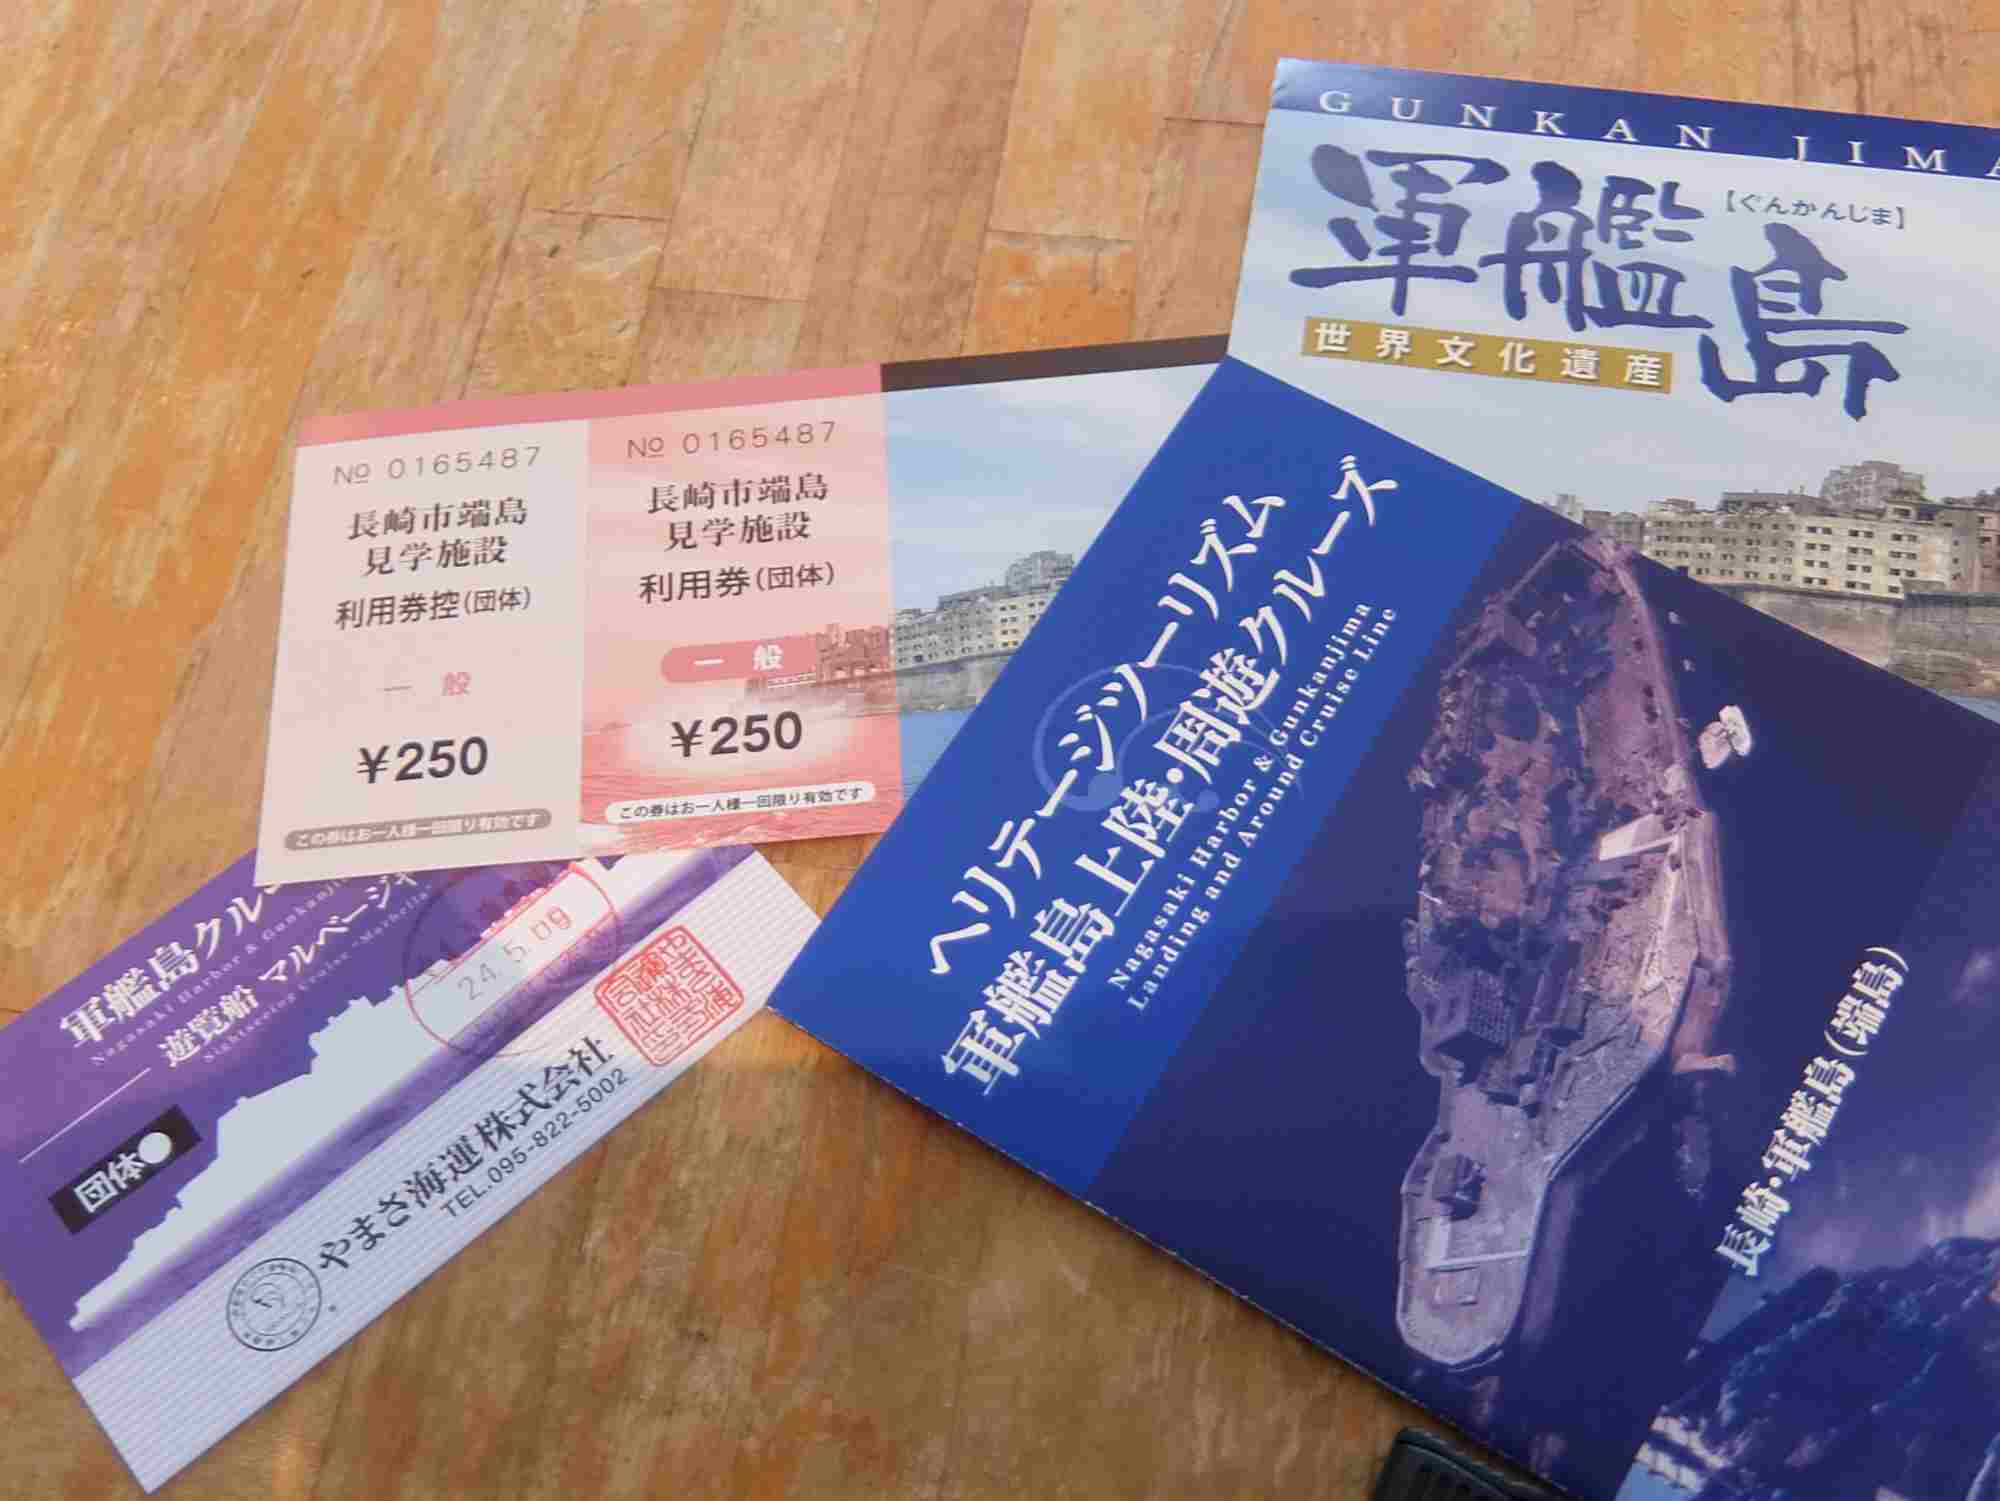 GUNKAN JIMA
軍艦島
【ぐんかんじま】
世界文化遺産
№ 0165487
長崎市端島
見学施設
利用券控(団体)
一般
¥250
この券はお一人様一回限り有効です
№ 0165487
長崎市端島
見学施設
利用券(団体)
一般
¥250
この券はお一人様一回限り有効です
ヘリテージツーリズム
軍艦島上陸・周遊クルーズ
Nagasaki Harbor & Gunkanjima
Landing and Around Cruise Line
長崎・軍艦島(端島)
軍艦島クルー
Nagasaki Harbor & Gunkanji
遊覧船 マルベージャ
Sightseeing Cruise
団体●
24.5.09
やまさ海運株式会社
TEL.095-822-5002